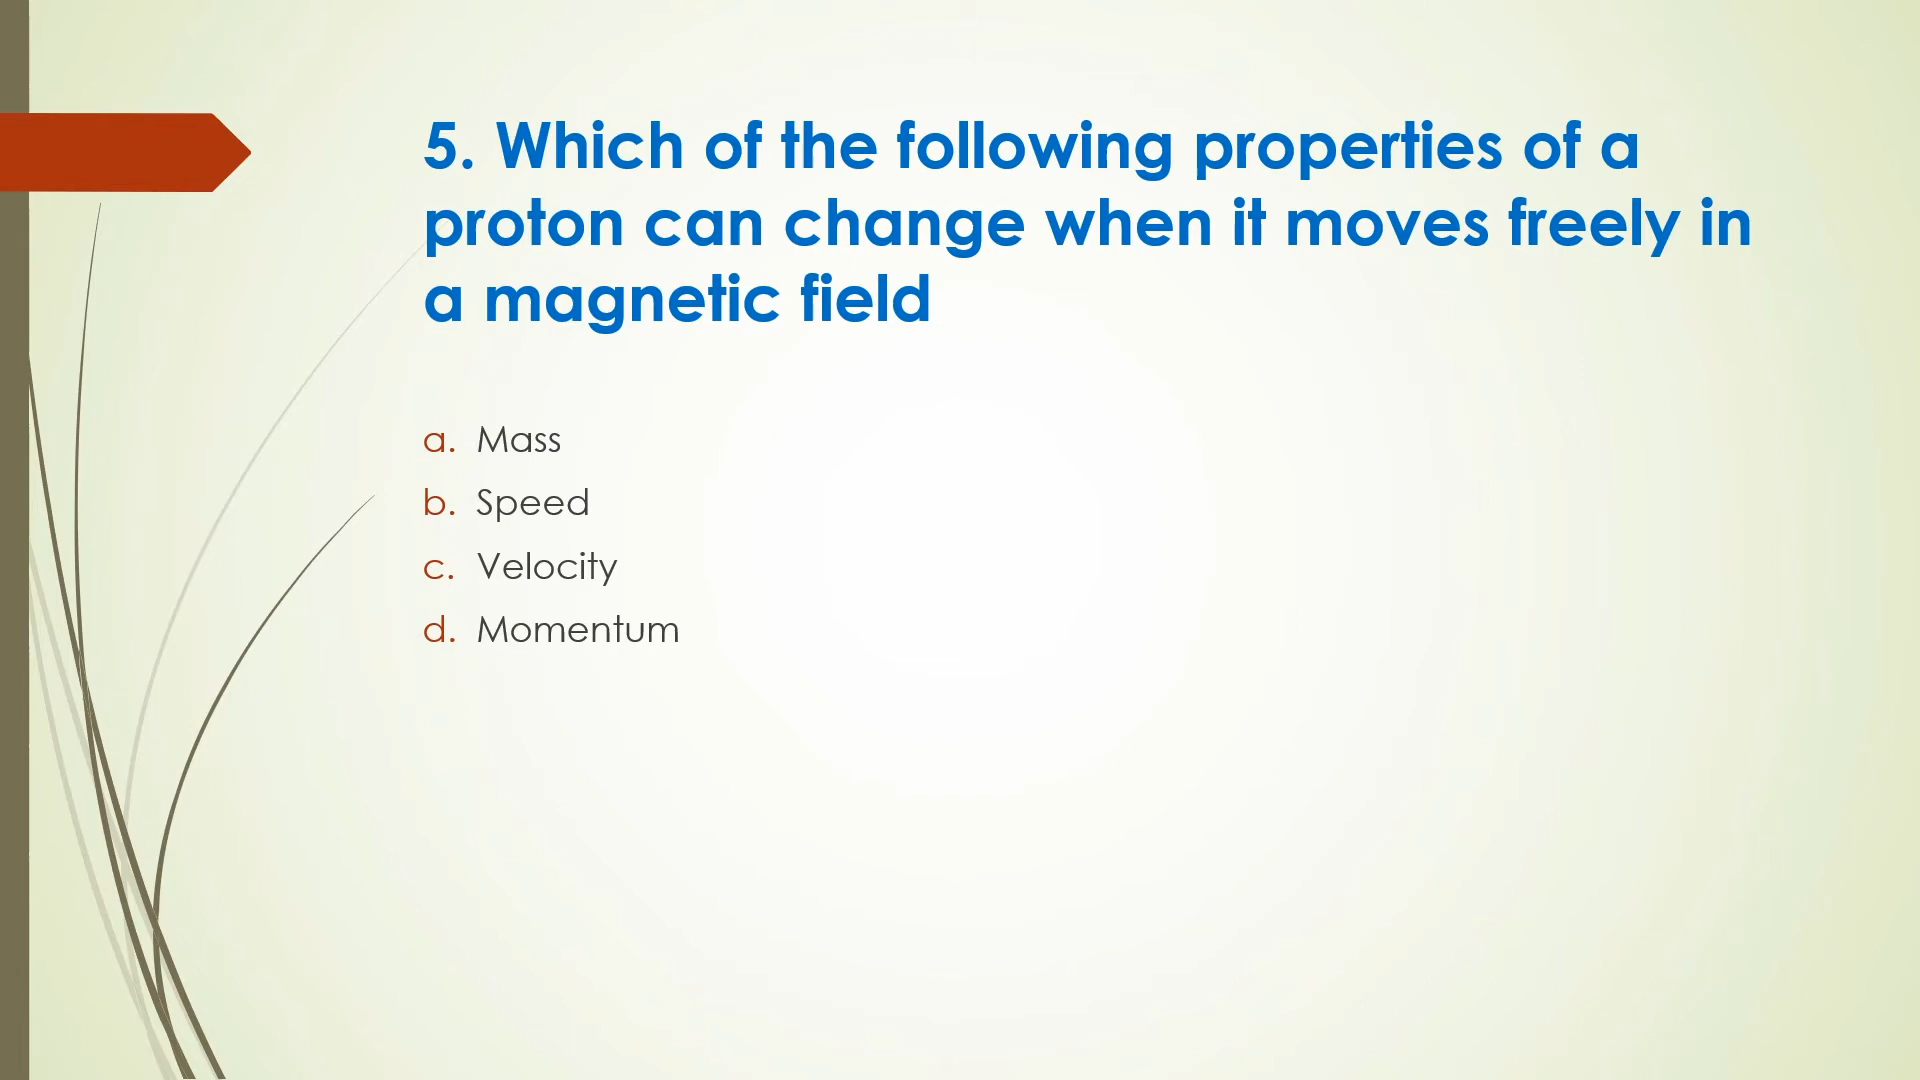 5. Which of the following properties of a
proton can change when it moves freely in
a magnetic field
a. Mass
b. Speed
c. Velocity
d. Momentum